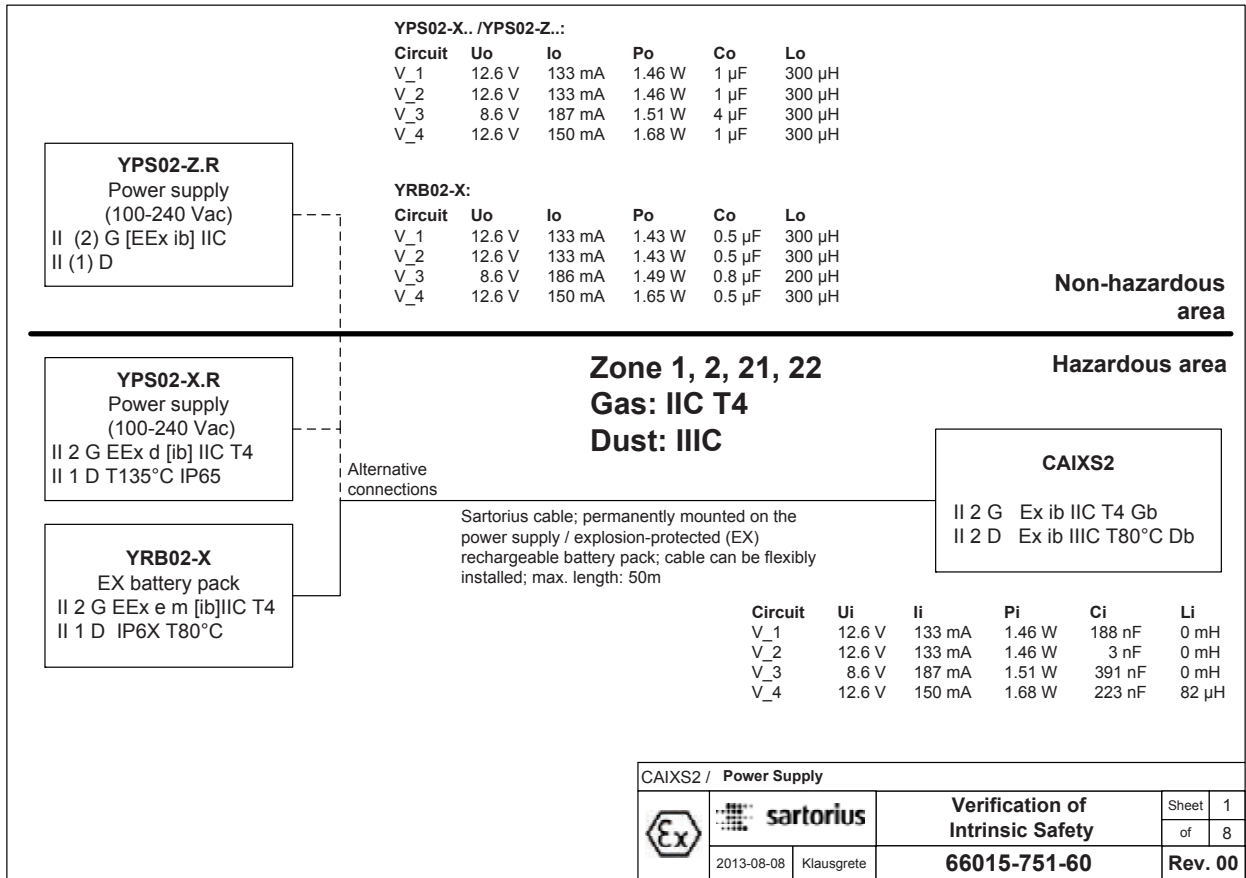 YPS02-X.. /YPS02-Z..:
Circuit Uo Io Po Co Lo
V_1 12.6 V 133 mA 1.46 W 1 µF 300 µH
V_2 12.6 V 133 mA 1.46 W 1 µF 300 µH
V_3 8.6 V 187 mA 1.51 W 4 µF 300 µH
V_4 12.6 V 150 mA 1.68 W 1 µF 300 µH
YPS02-Z.R
Power supply
(100-240 Vac)
II (2) G [EEx ib] IIC
II (1) D
YRB02-X:
Circuit Uo Io Po Co Lo
V_1 12.6 V 133 mA 1.43 W 0.5 µF 300 µH
V_2 12.6 V 133 mA 1.43 W 0.5 µF 300 µH
V_3 8.6 V 186 mA 1.49 W 0.8 µF 200 µH
V_4 12.6 V 150 mA 1.65 W 0.5 µF 300 µH
Non-hazardous
area
Hazardous area
Zone 1, 2, 21, 22
Gas: IIC T4
Dust: IIIC
YPS02-X.R
Power supply
(100-240 Vac)
II 2 G EEx d [ib] IIC T4
II 1 D T135°C IP65
Alternative
connections
CAIXS2
II 2 G Ex ib IIC T4 Gb
II 2 D Ex ib IIIC T80°C Db
Sartorius cable; permanently mounted on the
power supply / explosion-protected (EX)
rechargeable battery pack; cable can be flexibly
installed; max. length: 50m
YRB02-X
EX battery pack
II 2 G EEx e m [ib]IIC T4
II 1 D IP6X T80°C
Circuit Ui Ii Pi Ci Li
V_1 12.6 V 133 mA 1.46 W 188 nF 0 mH
V_2 12.6 V 133 mA 1.46 W 3 nF 0 mH
V_3 8.6 V 187 mA 1.51 W 391 nF 0 mH
V_4 12.6 V 150 mA 1.68 W 223 nF 82 µH
CAIXS2 / Power Supply
Ex
sartorius
Verification of
Intrinsic Safety
Sheet 1
of 8
2013-08-08 Klausgrete
66015-751-60
Rev. 00